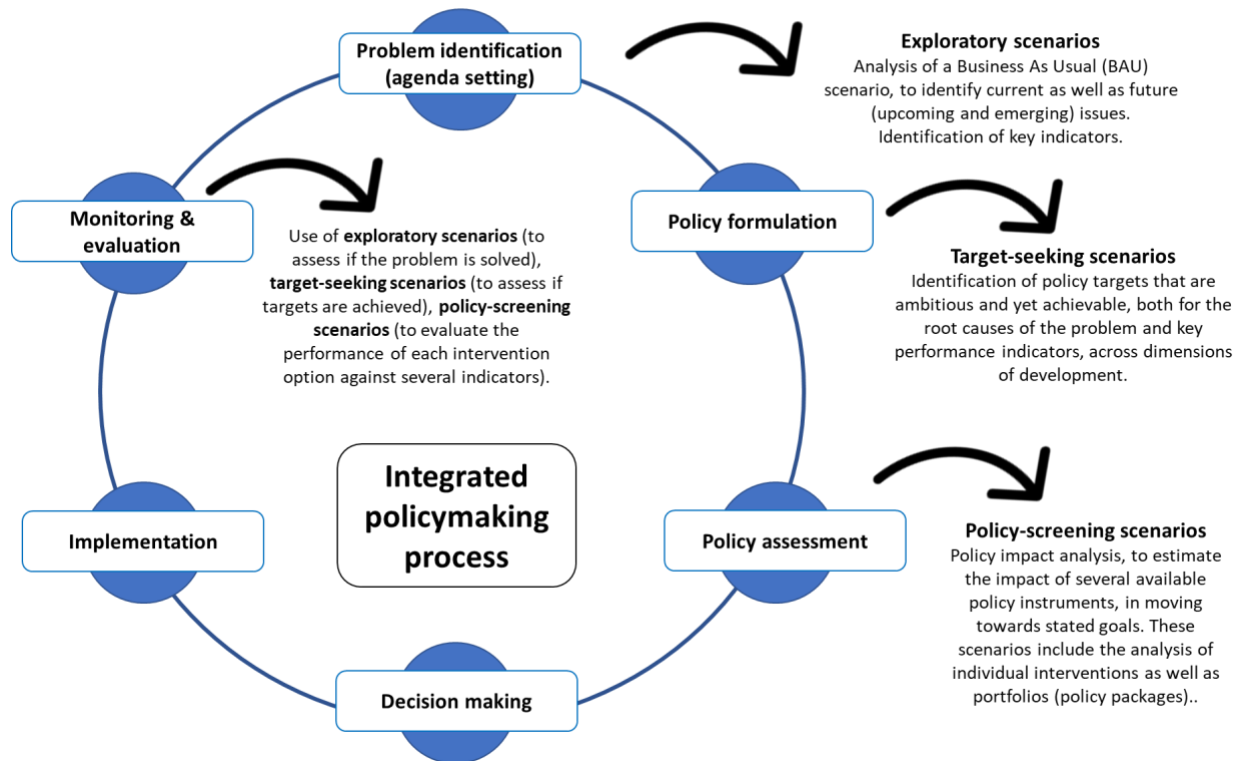 Problem identification
(agenda setting)
Exploratory scenarios
Analysis of a Business As Usual (BAU)
scenario, to identify current as well as future
(upcoming and emerging) issues.
Identification of key indicators.
Policy formulation
Target-seeking scenarios
Identification of policy targets that are
ambitious and yet achievable, both for the
root causes of the problem and key
performance indicators, across dimensions
of development.
Policy assessment
Policy-screening scenarios
Policy impact analysis, to estimate
the impact of several available
policy instruments, in moving
towards stated goals. These
scenarios include the analysis of
individual interventions as well as
portfolios (policy packages)..
Decision making
Implementation
Monitoring &
evaluation
Use of exploratory scenarios (to
assess if the problem is solved),
target-seeking scenarios (to assess if
targets are achieved), policy-screening
scenarios (to evaluate the
performance of each intervention
option against several indicators).
Integrated
policymaking
process